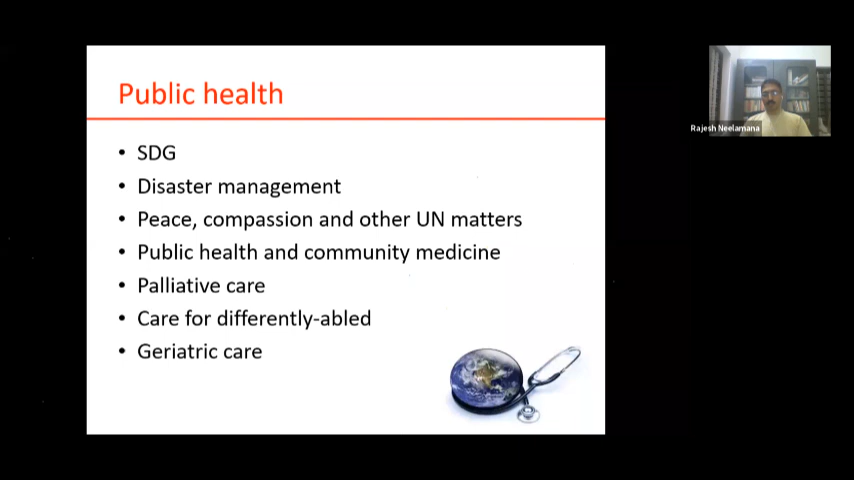 Public health
• SDG
• Disaster management
• Peace, compassion and other UN matters
• Public health and community medicine
• Palliative care
• Care for differently-abled
• Geriatric care
Rajesh Neelamana